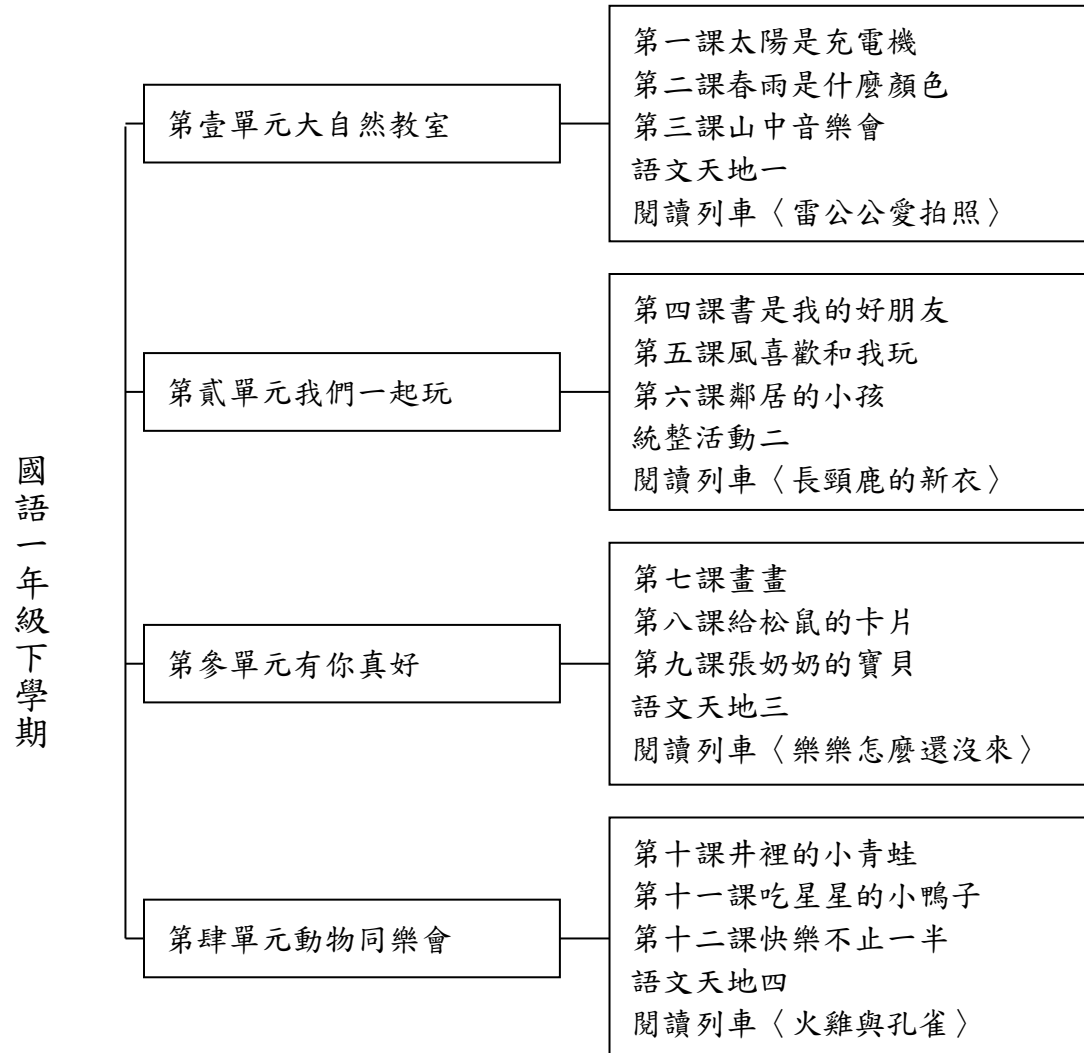 國語一年級下學期
第壹單元大自然教室
第一課太陽是充電機
第二課春雨是什麼顏色
第三課山中音樂會
語文天地一
閱讀列車〈雷公公愛拍照〉
第貳單元我們一起玩
第四課書是我的好朋友
第五課風喜歡和我玩
第六課鄰居的小孩
統整活動二
閱讀列車〈長頸鹿的新衣〉
第參單元有你真好
第七課畫畫
第八課給松鼠的卡片
第九課張奶奶的寶貝
語文天地三
閱讀列車〈樂樂怎麼還沒來〉
第肆單元動物同樂會
第十課井裡的小青蛙
第十一課吃星星的小鴨子
第十二課快樂不止一半
語文天地四
閱讀列車〈火雞與孔雀〉